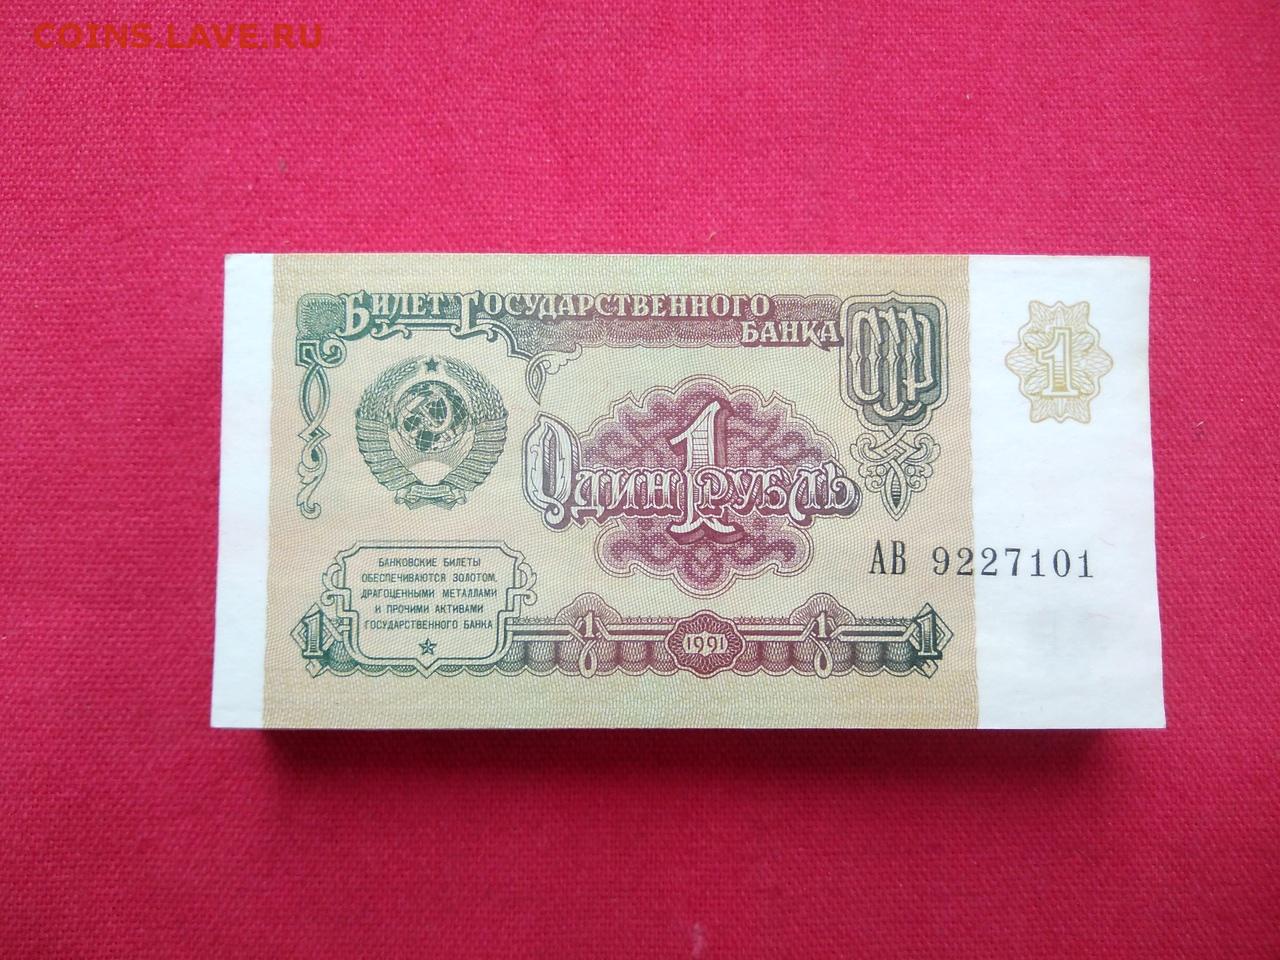 COINS.LAVE.RU
Билет Государственного
Банка
СССР
1
1
Один рубль
АВ 9227101
БАНКОВСКИЕ БИЛЕТЫ
ОБЕСПЕЧИВАЮТСЯ ЗОЛОТОМ,
ДРАГОЦЕННЫМИ МЕТАЛЛАМИ
И ПРОЧИМИ АКТИВАМИ
ГОСУДАРСТВЕННОГО БАНКА
1 1 1991 1 1